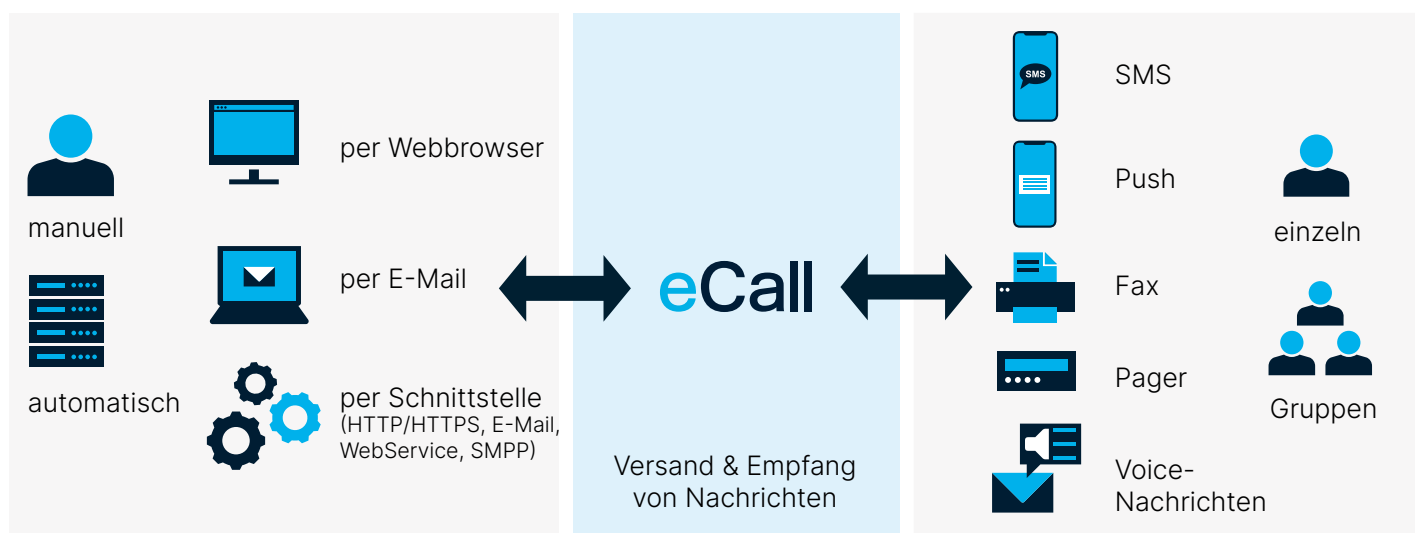 manuell
automatisch
per Webbrowser
per E-Mail
per Schnittstelle
(HTTP/HTTPS, E-Mail,
WebService, SMPP)
eCall
Versand & Empfang
von Nachrichten
SMS
SMS
Push
Fax
Pager
Voice-
Nachrichten
einzeln
Gruppen